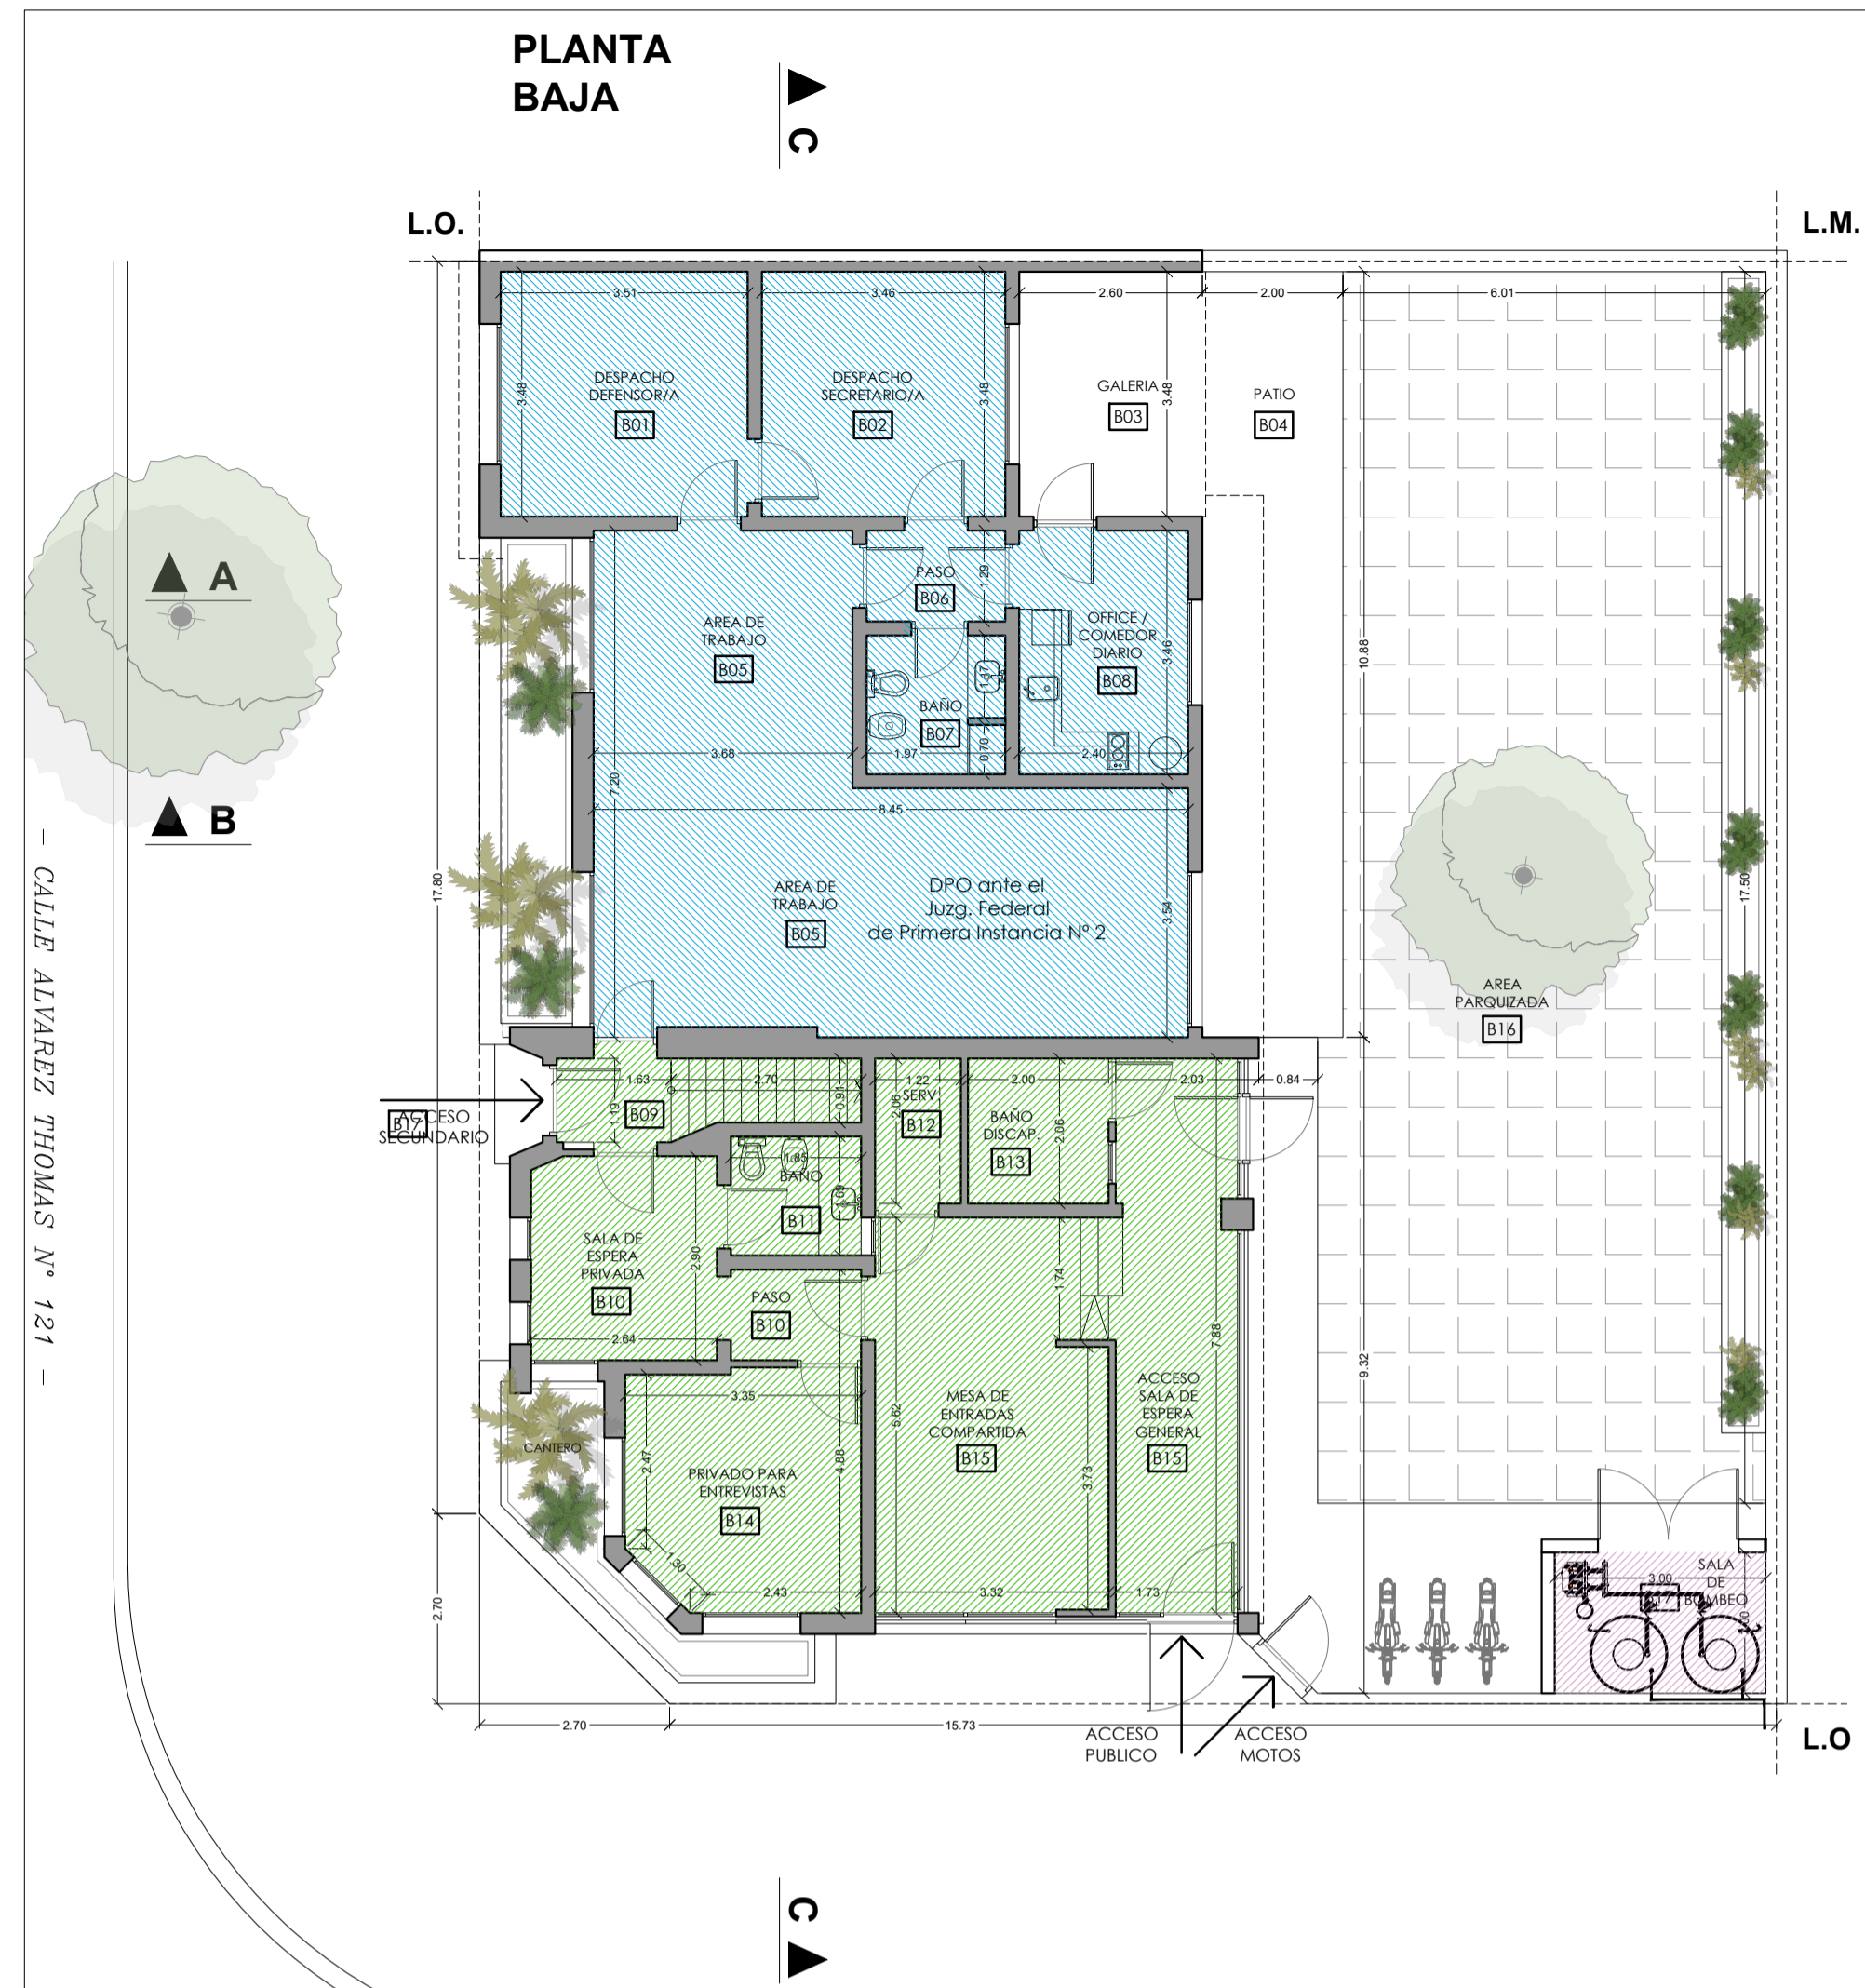 PLANTA
BAJA
C
L.O.
L.M.
3.51
3.46
2.60
2.00
6.01
3.48
DESPACHO
DEFENSOR/A
B01
DESPACHO
SECRETARIO/A
B02
3.48
GALERIA
B03
3.48
PATIO
B04
A
B
AREA DE
TRABAJO
B05
PASO
B06
1.29
OFFICE /
COMEDOR
DIARIO
B08
3.46
10.88
1.47
BAÑO
B07
0.70
3.68
1.97
2.40
7.20
8.45
17.80
17.50
AREA DE
TRABAJO
B05
DPO ante el
Juzg. Federal
de Primera Instancia Nº 2
3.54
AREA
PARQUIZADA
B16
— CALLE ALVAREZ THOMAS Nº 121 —
1.63
2.70
1.22
2.00
2.03
0.84
B17
ACCESO
SECUNDARIO
1.19
B09
0.91
2.06
SERV
B12
BAÑO
DISCAP.
B13
2.06
1.85
BAÑO
B11
1.69
SALA DE
ESPERA
PRIVADA
B10
2.90
PASO
B10
1.74
7.88
2.64
9.32
3.35
CANTERO
2.47
PRIVADO PARA
ENTREVISTAS
B14
4.88
5.62
MESA DE
ENTRADAS
COMPARTIDA
B15
3.73
ACCESO
SALA DE
ESPERA
GENERAL
B15
1.30
2.43
3.32
1.73
SALA
DE
BOMBEO
3.00
2.70
2.70
15.73
ACCESO
PUBLICO
ACCESO
MOTOS
L.O
C